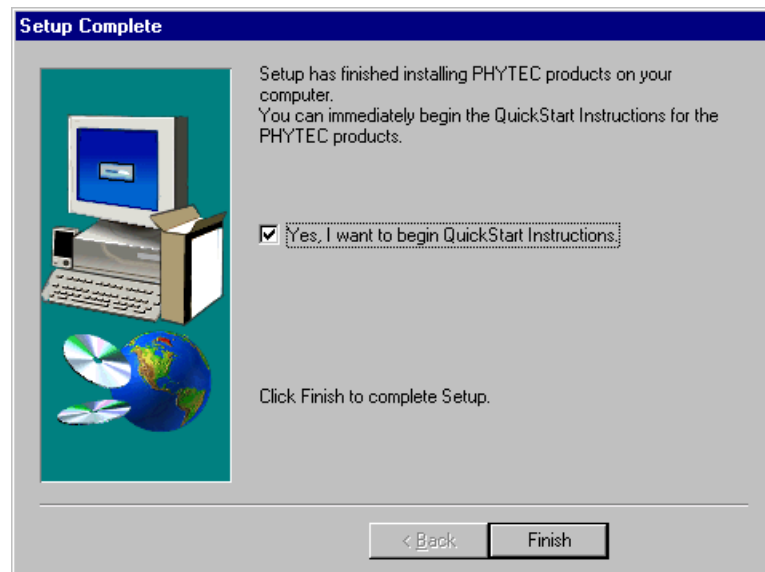 Setup Complete
Setup has finished installing PHYTEC products on your
computer.
You can immediately begin the QuickStart Instructions for the
PHYTEC products.
Yes, I want to begin QuickStart Instructions.
Click Finish to complete Setup.
< Back
Finish